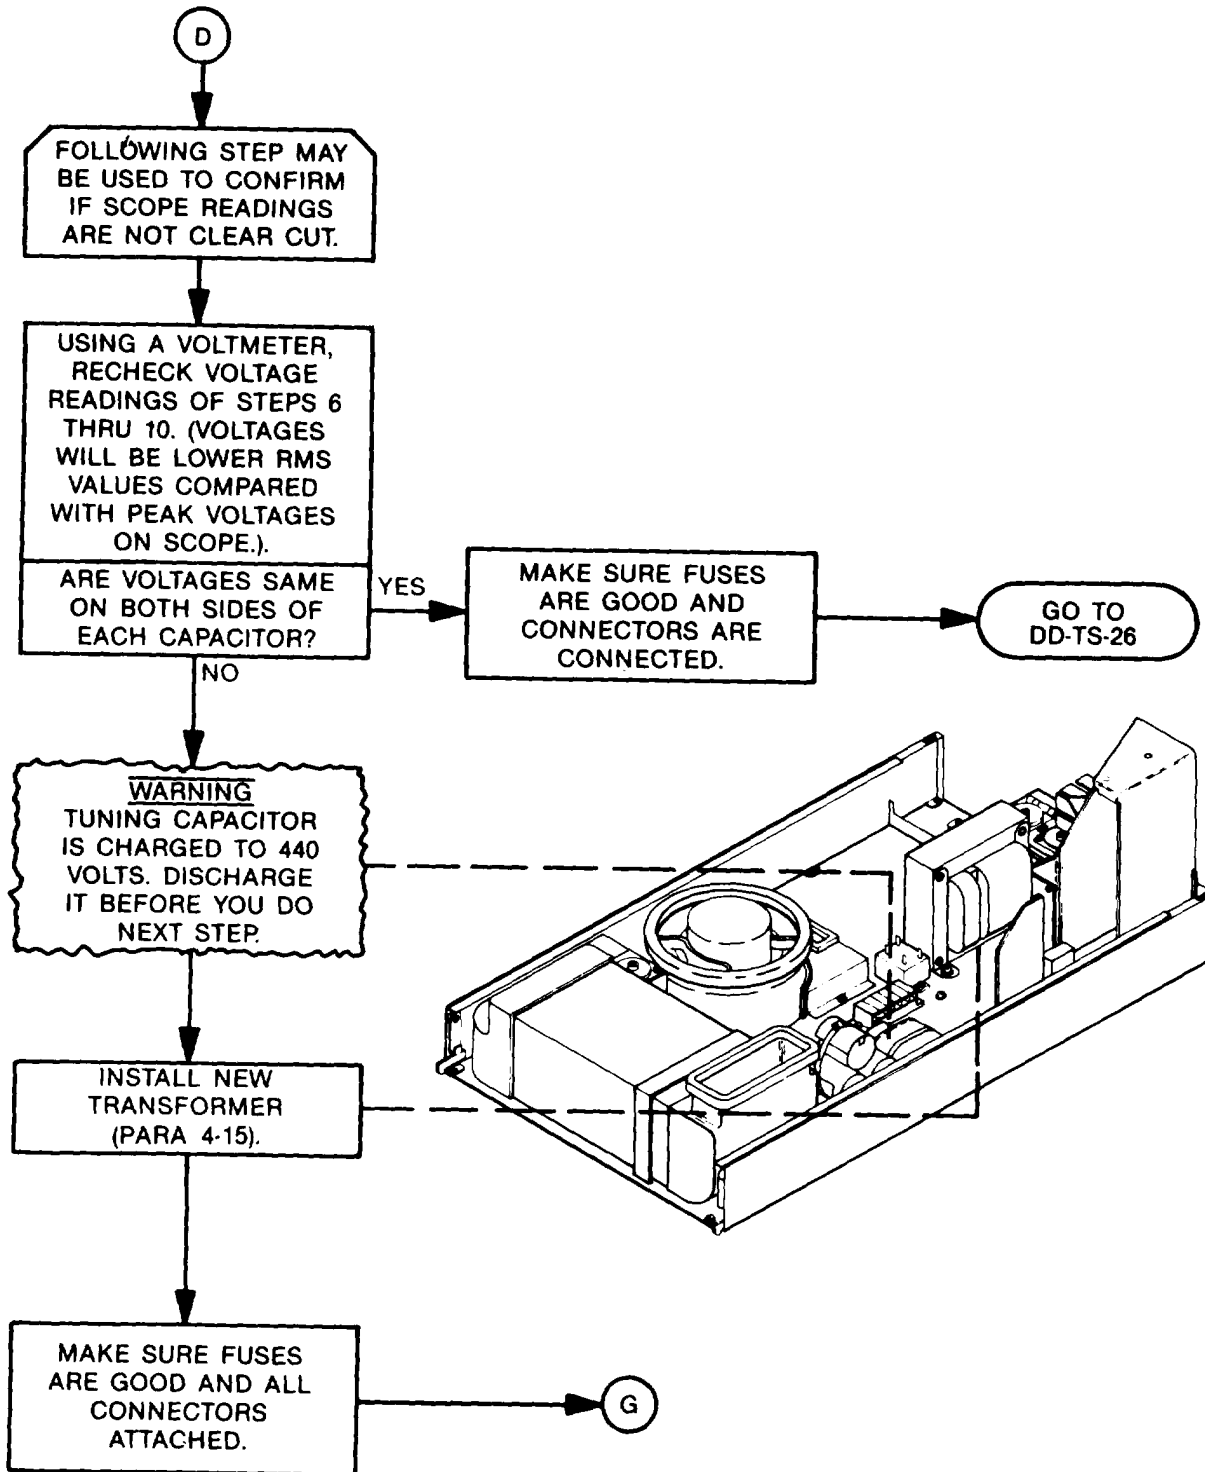 D
FOLLOWING STEP MAY
BE USED TO CONFIRM
IF SCOPE READINGS
ARE NOT CLEAR CUT.
USING A VOLTMETER,
RECHECK VOLTAGE
READINGS OF STEPS 6
THRU 10. (VOLTAGES
WILL BE LOWER RMS
VALUES COMPARED
WITH PEAK VOLTAGES
ON SCOPE.).
ARE VOLTAGES SAME
ON BOTH SIDES OF
EACH CAPACITOR?
YES
MAKE SURE FUSES
ARE GOOD AND
CONNECTORS ARE
CONNECTED.
GO TO
DD-TS-26
NO
WARNING
TUNING CAPACITOR
IS CHARGED TO 440
VOLTS. DISCHARGE
IT BEFORE YOU DO
NEXT STEP.
INSTALL NEW
TRANSFORMER
(PARA 4-15).
MAKE SURE FUSES
ARE GOOD AND ALL
CONNECTORS
ATTACHED.
G